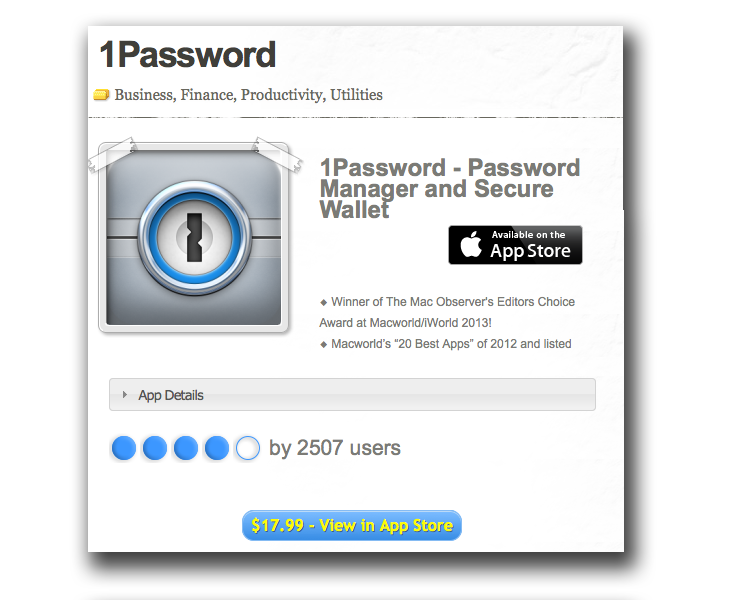 1Password
Business, Finance, Productivity, Utilities
1Password - Password
Manager and Secure
Wallet
Available on the
App Store
◆ Winner of The Mac Observer's Editors Choice
Award at Macworld/iWorld 2013!
◆ Macworld's “20 Best Apps” of 2012 and listed
App Details
by 2507 users
$17.99 - View in App Store